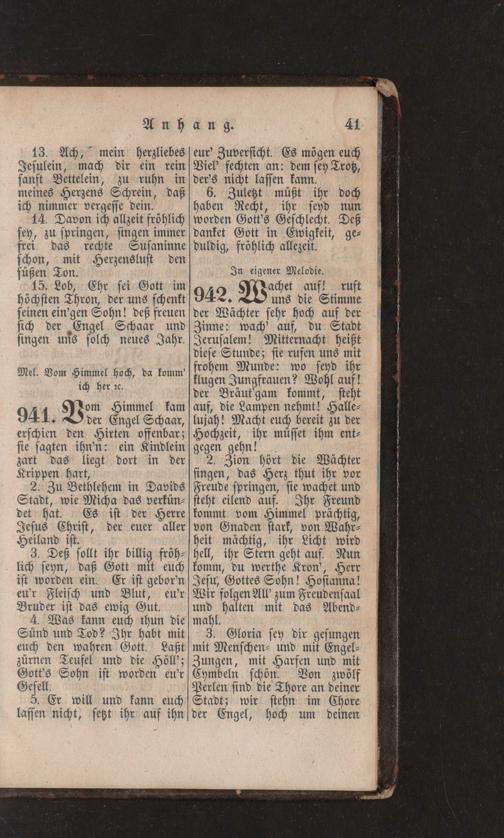 Anhang. 41
13. Ach, mein herzliebes
Jesulein, mach dir ein rein
sanft Bettelein, zu ruhn in
meines Herzens Schrein, daß
ich nimmer vergesse dein.
14. Davon ich allzeit fröhlich
sey, zu springen, singen immer
frei das rechte Susaninne
schon, mit Herzenslust den
süßen Ton.
15. Lob, Ehr sei Gott im
höchsten Thron, der uns schenkt
seinen ein'gen Sohn! deß freuen
sich der Engel Schaar und
singen uns solch neues Jahr.
Mel. Vom Himmel hoch, da komm'
ich her ꝛc.
941. Vom Himmel kam
der Engel Schaar,
erschien den Hirten offenbar;
sie sagten ihn'n: ein Kindlein
zart das liegt dort in der
Krippen hart,
2. Zu Bethlehem in Davids
Stadt, wie Micha das verkün-
det hat. Es ist der Herre
Jesus Christ, der euer aller
Heiland ist.
3. Deß sollt ihr billig fröh-
lich seyn, daß Gott mit euch
ist worden ein. Er ist gebor'n
eu'r Fleisch und Blut, eu'r
Bruder ist das ewig Gut.
4. Was kann euch thun die
Sünd und Tod? Ihr habt mit
euch den wahren Gott. Laßt
zürnen Teufel und die Höll';
Gott's Sohn ist worden eu'r
Gesell.
5. Er will und kann euch
lassen nicht, setzt ihr auf ihn
eur' Zuversicht. Es mögen euch
Viel' fechten an: dem sey Trotz,
der's nicht lassen kann.
6. Zuletzt müßt ihr doch
haben Recht, ihr seyd nun
worden Gott's Geschlecht. Deß
danket Gott in Ewigkeit, ge-
duldig, fröhlich allezeit.
In eigener Melodie.
942. Wachet auf! ruft
uns die Stimme
der Wächter sehr hoch auf der
Zinne: wach' auf, du Stadt
Jerusalem! Mitternacht heißt
diese Stunde; sie rufen uns mit
frohem Munde: wo seyd ihr
klugen Jungfrauen? Wohl auf!
der Bräut'gam kommt, steht
auf, die Lampen nehmt! Halle-
lujah! Macht euch bereit zu der
Hochzeit, ihr müsset ihm ent-
gegen gehn!
2. Zion hört die Wächter
singen, das Herz thut ihr vor
Freude springen, sie wachet und
steht eilend auf. Ihr Freund
kommt vom Himmel prächtig,
von Gnaden stark, von Wahr-
heit mächtig, ihr Licht wird
hell, ihr Stern geht auf. Nun
komm, du werthe Kron', Herr
Jesu, Gottes Sohn! Hosianna!
Wir folgen All' zum Freudensaal
und halten mit das Abend-
mahl.
3. Gloria sey dir gesungen
mit Menschen- und mit Engel-
Zungen, mit Harfen und mit
Cymbeln schön. Von zwölf
Perlen sind die Thore an deiner
Stadt; wir stehn im Chore
der Engel, hoch um deinen